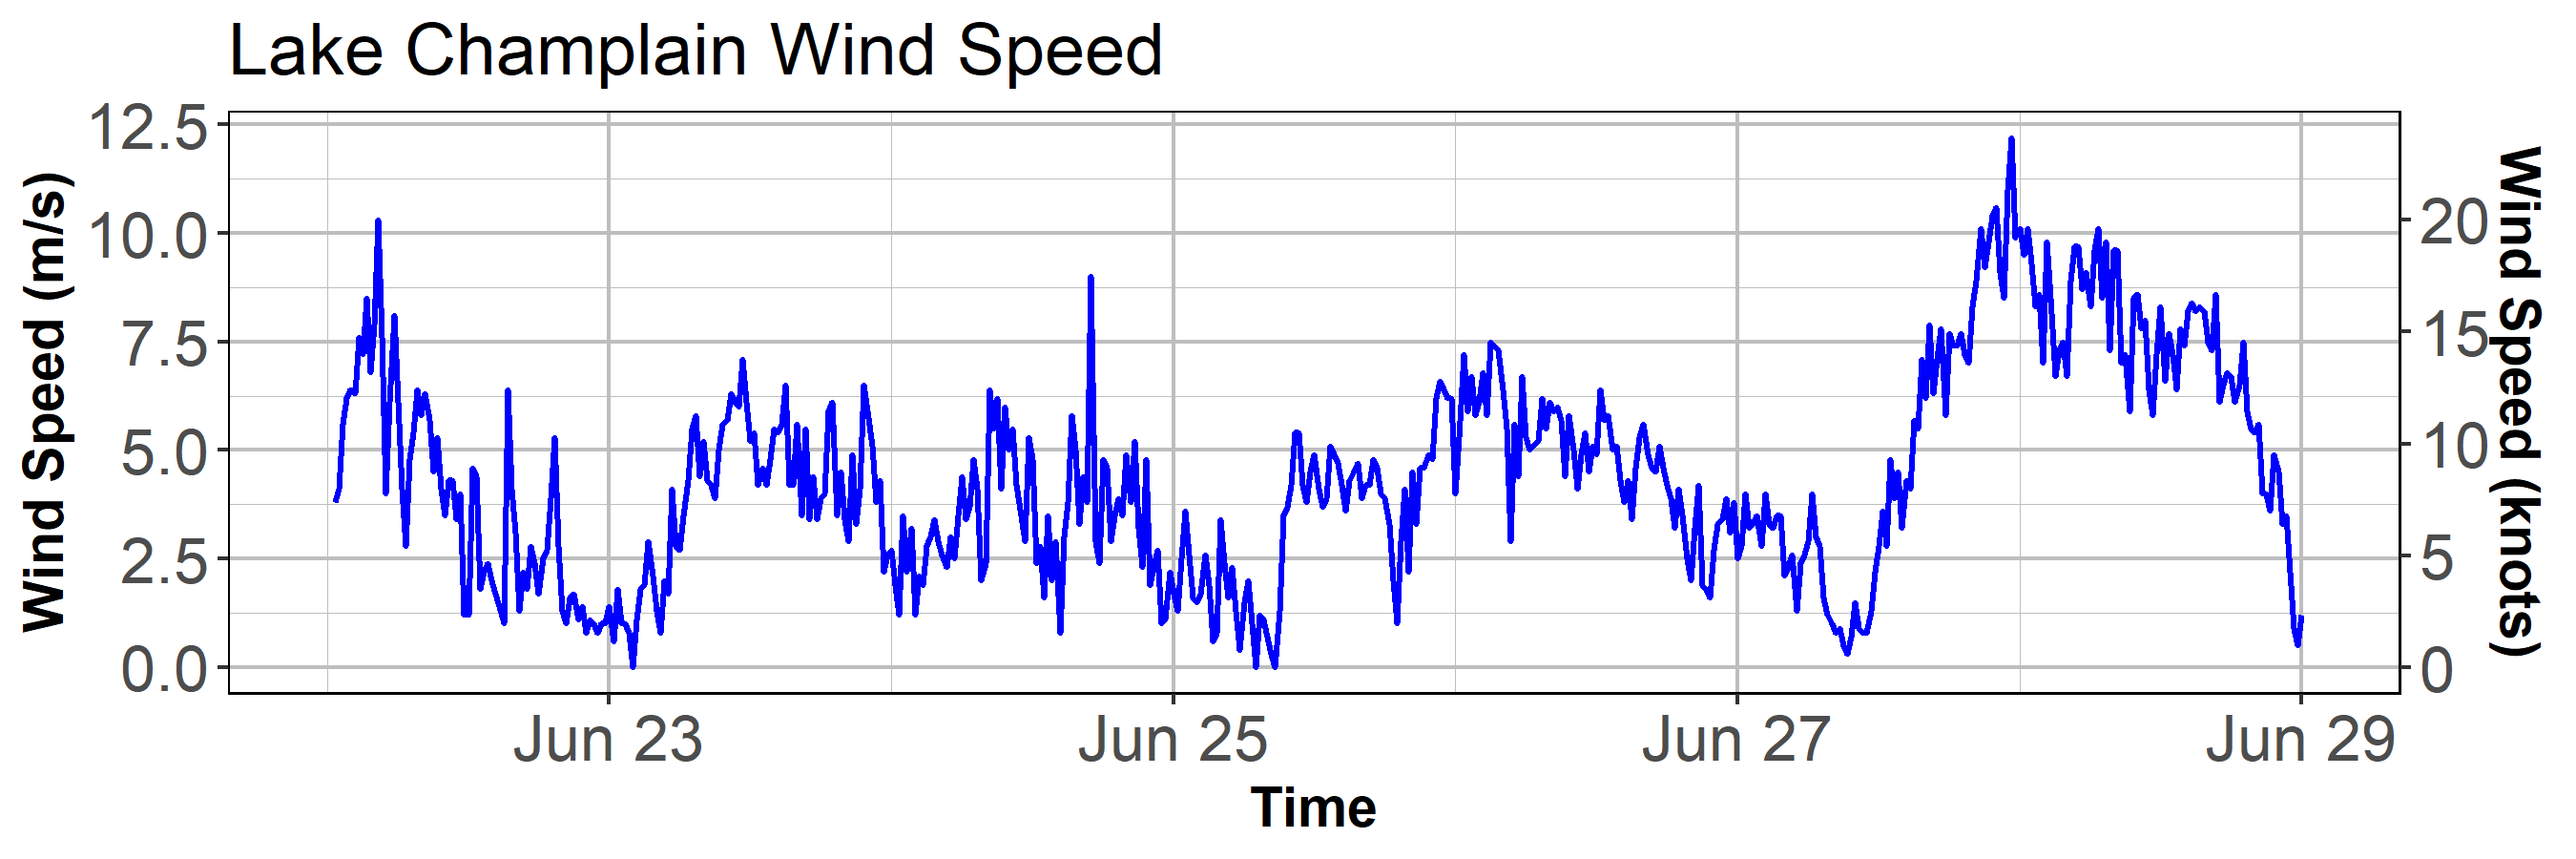 Lake Champlain Wind Speed
Wind Speed (m/s)
12.5
10.0
7.5
5.0
2.5
0.0
20
15
10
5
0
Wind Speed (knots)
Jun 23 Jun 25 Jun 27 Jun 29
Time